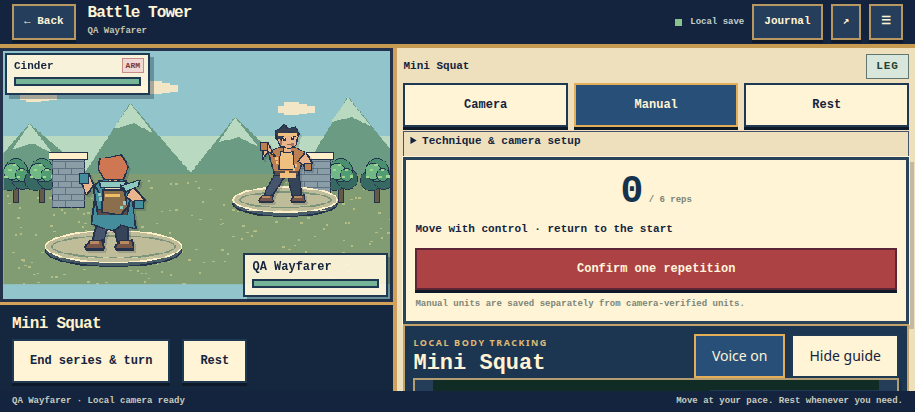 ← Back
Battle Tower
QA Wayfarer
Local save
Journal
↗
☰
Cinder
ARM
QA Wayfarer
Mini Squat
End series & turn
Rest
Mini Squat
LEG
Camera
Manual
Rest
▶ Technique & camera setup
0 / 6 reps
Move with control · return to the start
Confirm one repetition
Manual units are saved separately from camera-verified units.
LOCAL BODY TRACKING
Mini Squat
Voice on
Hide guide
QA Wayfarer · Local camera ready
Move at your pace. Rest whenever you need.